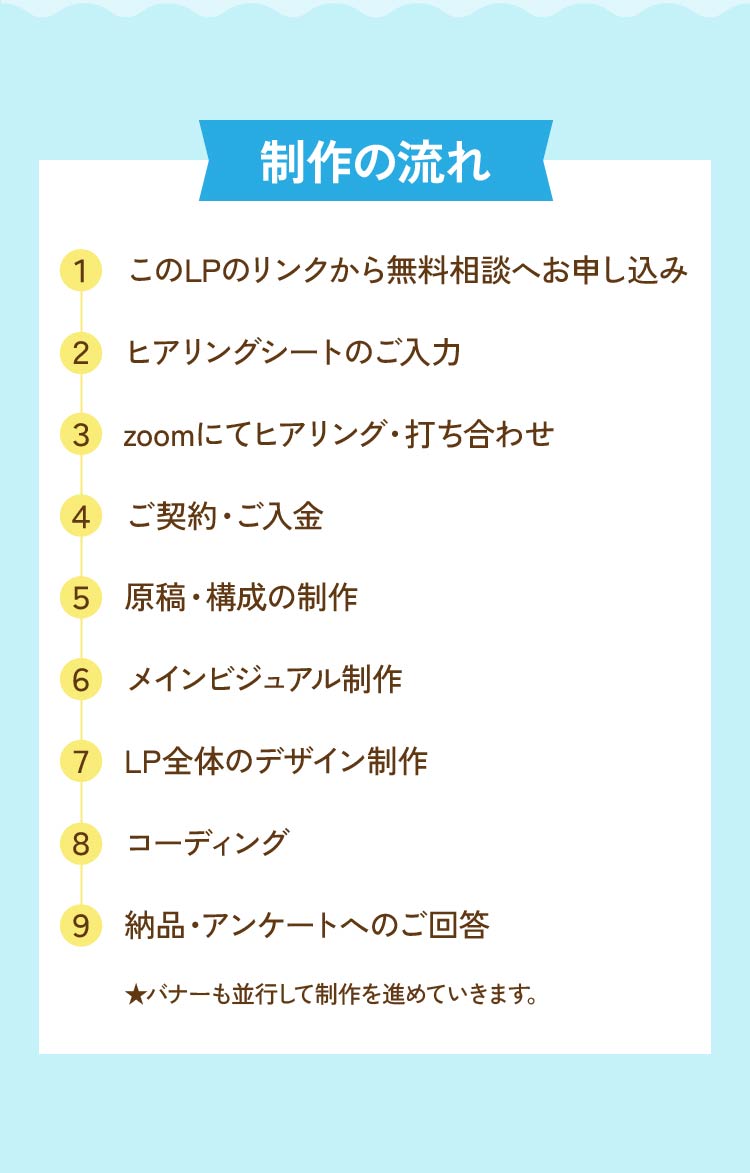 制作の流れ
1 このLPのリンクから無料相談へお申し込み
2 ヒアリングシートのご入力
3 zoomにてヒアリング・打ち合わせ
4 ご契約・ご入金
5 原稿・構成の制作
6 メインビジュアル制作
7 LP全体のデザイン制作
8 コーディング
9 納品・アンケートへのご回答
★バナーも並行して制作を進めていきます。